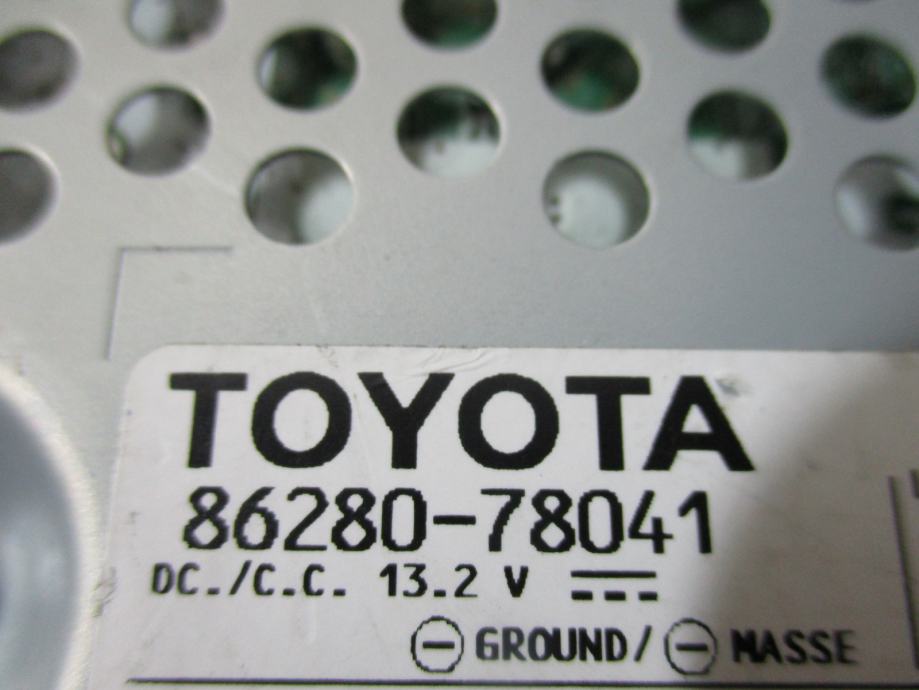 TOYOTA
86280-78041
DC./C.C. 13.2 V ⎓
⊖ GROUND/⊖ MASSE